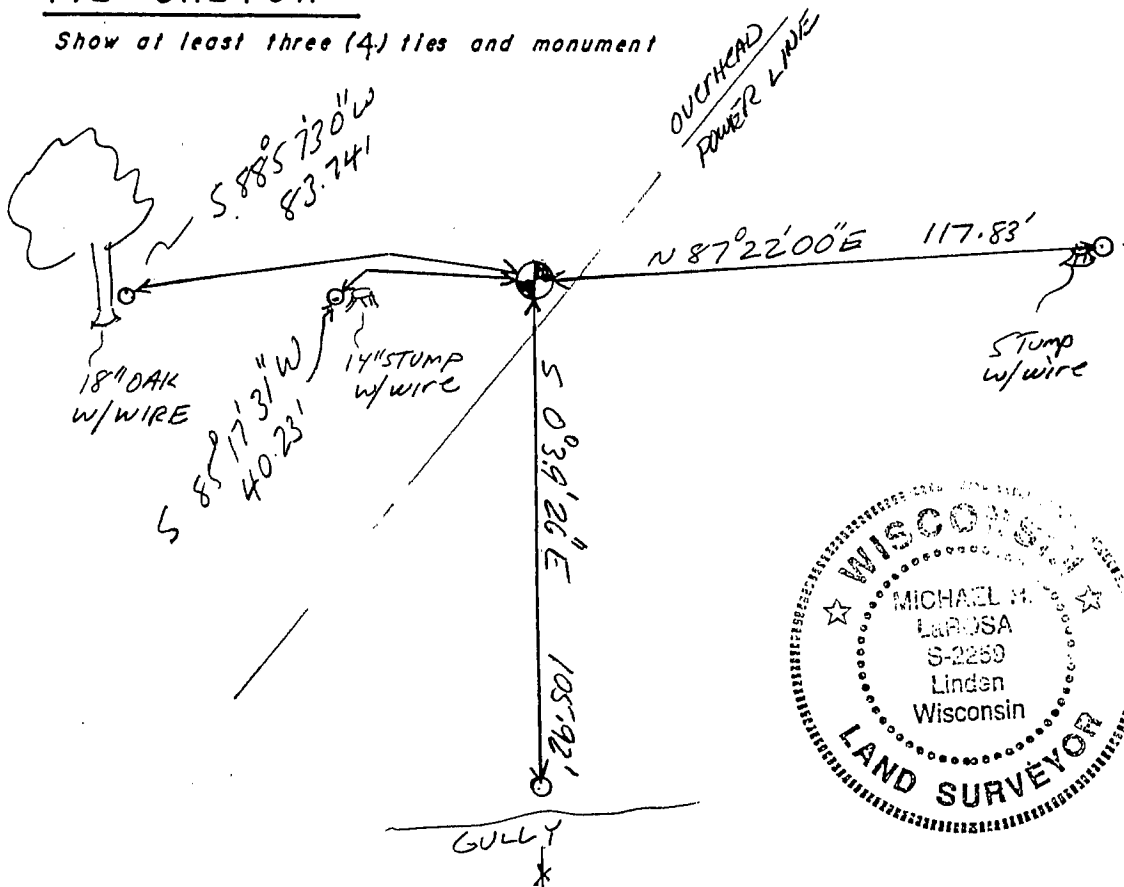 Show at least three (4) ties and monument
OVERHEAD
POWER LINE
S 88° 57' 30" W
83.74'
N 87° 22' 00" E 117.83'
18" OAK
W/WIRE
14" STUMP
w/wire
STUMP
w/wire
S 85° 17' 31" W
40.23'
S 0° 39' 26" E 105.92'
GULLY
WISCONSIN
MICHAEL H.
LaROSA
S-2259
Linden
Wisconsin
LAND SURVEYOR